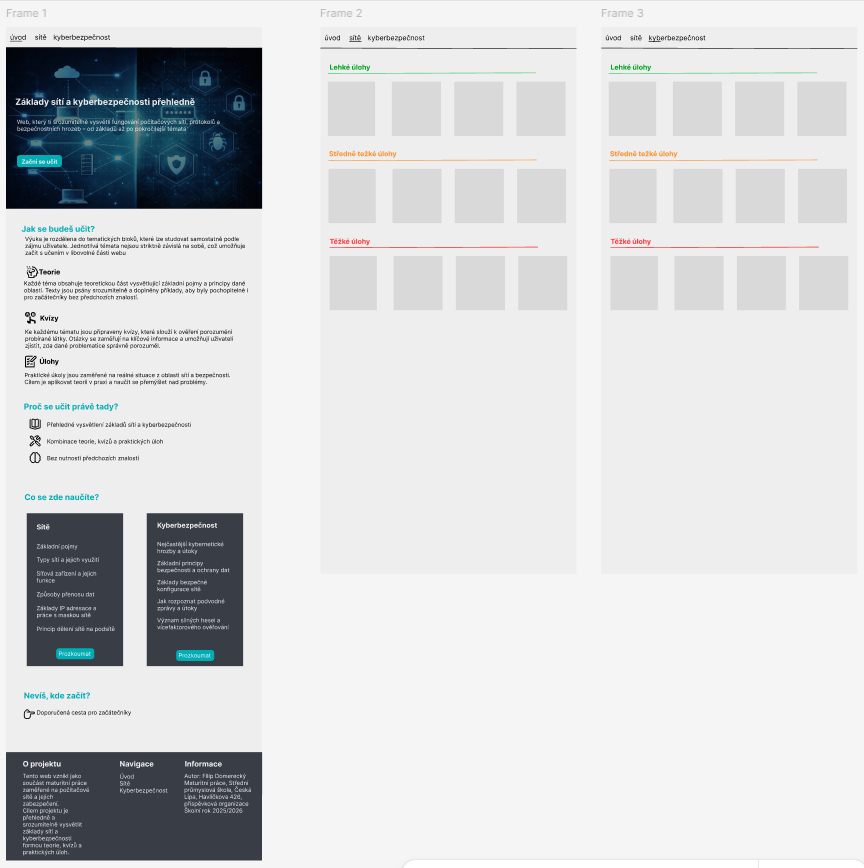 Frame 1
úvod sítě kyberbezpečnost
Základy sítí a kyberbezpečnosti přehledně
Web, který ti srozumitelně vysvětlí fungování počítačových sítí, protokolů a
bezpečnostních hrozeb – od základů až po pokročilejší témata
Začni se učit
Jak se budeš učit?
Výuka je rozdělena do tematických bloků, které lze studovat samostatně podle
zájmu uživatele. Jednotlivá témata nejsou striktně závislá na sobě, což umožňuje
začít s učením v libovolné části webu
Teorie
Každé téma obsahuje teoretickou část vysvětlující základní pojmy a principy dané
oblasti. Texty jsou psány srozumitelně a doplněny příklady, aby byly pochopitelné i
pro začátečníky bez předchozích znalostí.
Kvízy
Ke každému tématu jsou připraveny kvízy, které slouží k ověření porozumění
probírané látky. Otázky se zaměřují na klíčové informace a umožňují uživateli
zjistit, zda dané problematice správně porozuměl.
Úlohy
Praktické úkoly jsou zaměřené na reálné situace z oblasti sítí a bezpečnosti.
Cílem je aplikovat teorii v praxi a naučit se přemýšlet nad problémy.
Proč se učit právě tady?
Přehledné vysvětlení základů sítí a kyberbezpečnosti
Kombinace teorie, kvízů a praktických úloh
Bez nutnosti předchozích znalostí
Co se zde naučíte?
Sítě
Základní pojmy
Typy sítí a jejich využití
Síťová zařízení a jejich
funkce
Způsoby přenosu dat
Základy IP adresace a
práce s maskou sítě
Princip dělení sítě na podsítě
Prozkoumat
Kyberbezpečnost
Nejčastější kybernetické
hrozby a útoky
Základní principy
bezpečnosti a ochrany dat
Základy bezpečné
konfigurace sítě
Jak rozpoznat podvodné
zprávy a útoky
Význam silných hesel a
vícefaktorového ověřování
Prozkoumat
Nevíš, kde začít?
Doporučená cesta pro začátečníky
O projektu
Tento web vznikl jako
součást maturitní práce
zaměřené na počítačové
sítě a jejich
zabezpečení.
Cílem projektu je
přehledně a
srozumitelně vysvětlit
základy sítí a
kyberbezpečnosti
formou teorie, kvízů a
praktických úloh.
Navigace
Úvod
Sítě
Kyberbezpečnost
Informace
Autor: Filip Domerecký
Maturitní práce, Střední
průmyslová škole, Česká
Lípa, Havlíčkova 426,
příspěvková organizace
Školní rok 2025/2026
Frame 2
úvod sítě kyberbezpečnost
Lehké úlohy
Středně težké úlohy
Těžké úlohy
Frame 3
úvod sítě kyberbezpečnost
Lehké úlohy
Středně težké úlohy
Těžké úlohy